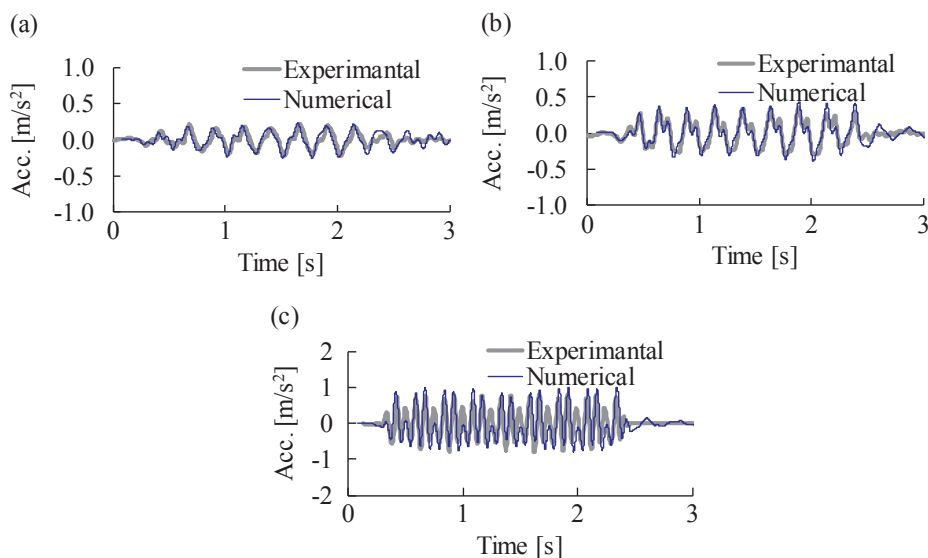 (a)
Experimantal
Numerical
Acc. [m/s²]
1.0
0.5
0.0
-0.5
-1.0
0 1 2 3
Time [s]
(b)
Experimantal
Numerical
Acc. [m/s²]
1.0
0.5
0.0
-0.5
-1.0
0 1 2 3
Time [s]
(c)
Experimantal
Numerical
Acc. [m/s²]
2
1
0
-1
-2
0 1 2 3
Time [s]